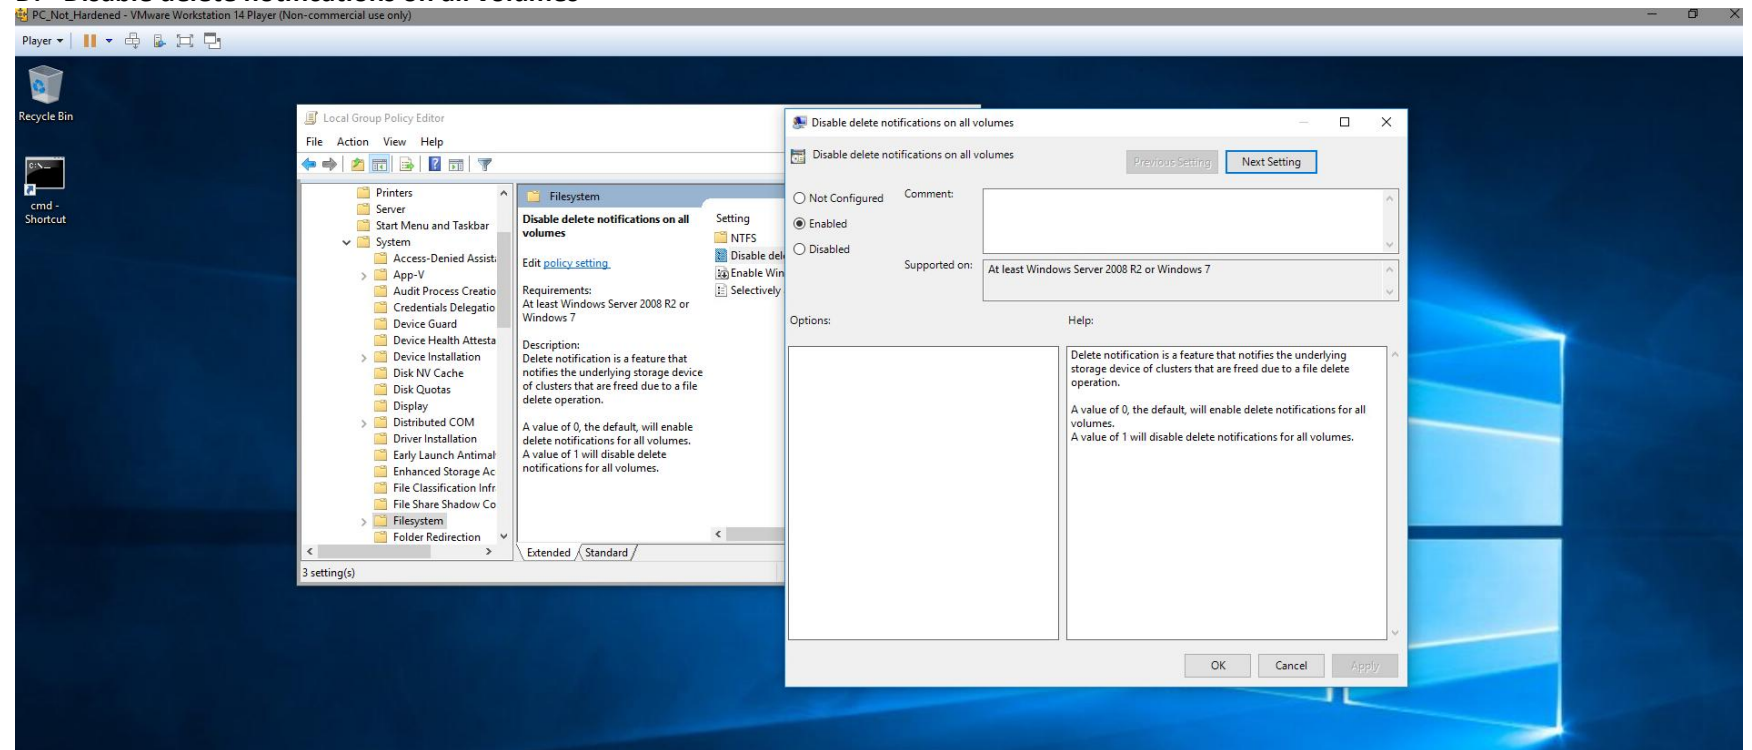 PC_Not_Hardened - VMware Workstation 14 Player (Non-commercial use only)
Player
Recycle Bin
cmd -
Shortcut
Local Group Policy Editor
File Action View Help
Printers
Server
Start Menu and Taskbar
System
Access-Denied Assist
App-V
Audit Process Creatio
Credentials Delegatio
Device Guard
Device Health Attesta
Device Installation
Disk NV Cache
Disk Quotas
Display
Distributed COM
Driver Installation
Early Launch Antimal
Enhanced Storage Ac
File Classification Infr
File Share Shadow Co
Filesystem
Folder Redirection
3 setting(s)
Filesystem
Disable delete notifications on all
volumes
Edit policy setting
Requirements:
At least Windows Server 2008 R2 or
Windows 7
Description:
Delete notification is a feature that
notifies the underlying storage device
of clusters that are freed due to a file
delete operation.
A value of 0, the default, will enable
delete notifications for all volumes.
A value of 1 will disable delete
notifications for all volumes.
Setting
NTFS
Disable del
Enable Win
Selectively
Extended Standard
Disable delete notifications on all volumes
Disable delete notifications on all volumes
Previous Setting Next Setting
Not Configured
Enabled
Disabled
Comment:
Supported on:
At least Windows Server 2008 R2 or Windows 7
Options:
Help:
Delete notification is a feature that notifies the underlying
storage device of clusters that are freed due to a file delete
operation.
A value of 0, the default, will enable delete notifications for all
volumes.
A value of 1 will disable delete notifications for all volumes.
OK Cancel Apply